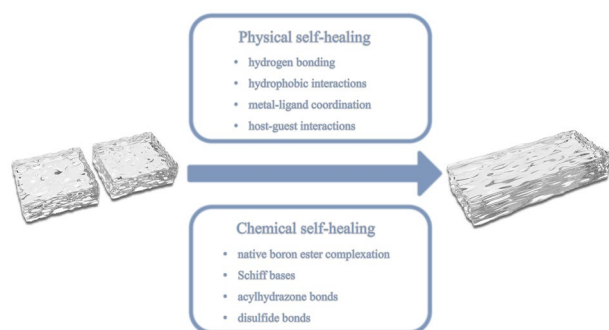 Physical self-healing
• hydrogen bonding
• hydrophobic interactions
• metal-ligand coordination
• host-guest interactions
Chemical self-healing
• native boron ester complexation
• Schiff bases
• acylhydrazone bonds
• disulfide bonds